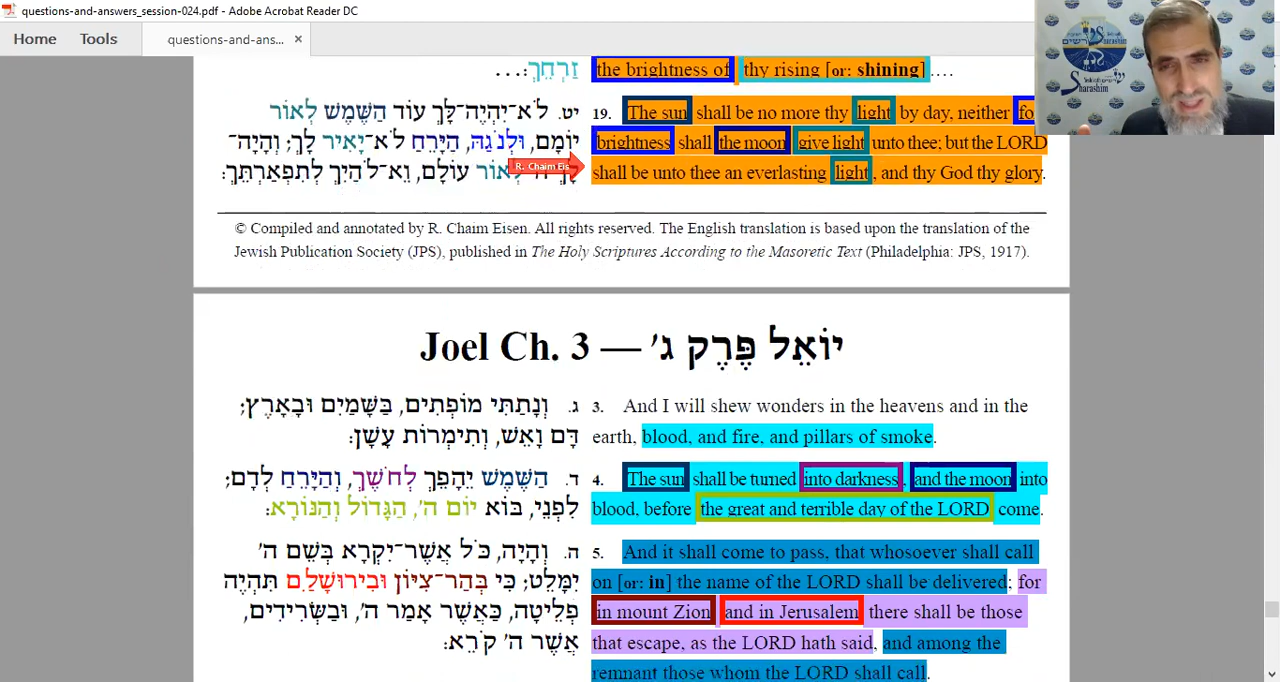 questions-and-answers_session-024.pdf - Adobe Acrobat Reader DC
Home Tools questions-and-ans... ×
זַרְחֵךְ:... the brightness of thy rising [or: shining]....
יט. לֹא־יִהְיֶה־לָּךְ עוֹד הַשֶּׁמֶשׁ לְאוֹר 19. The sun shall be no more thy light by day, neither fo
יוֹמָם, וּלְנֹגַהּ, הַיָּרֵחַ לֹא־יָאִיר לָךְ; וְהָיָה־ brightness shall the moon give light unto thee; but the LORD
לְאוֹר עוֹלָם, וֵא־לֹהַיִךְ לְתִפְאַרְתֵּךְ: R. Chaim Eis shall be unto thee an everlasting light, and thy God thy glory.
© Compiled and annotated by R. Chaim Eisen. All rights reserved. The English translation is based upon the translation of the
Jewish Publication Society (JPS), published in The Holy Scriptures According to the Masoretic Text (Philadelphia: JPS, 1917).
Joel Ch. 3 — יוֹאֵל פֶּרֶק ג׳
ג. וְנָתַתִּי מוֹפְתִים, בַּשָּׁמַיִם וּבָאָרֶץ; 3. And I will shew wonders in the heavens and in the
דָּם וָאֵשׁ, וְתִימְרוֹת עָשָׁן: earth, blood, and fire, and pillars of smoke.
ד. הַשֶּׁמֶשׁ יֵהָפֵךְ לְחֹשֶׁךְ, וְהַיָּרֵחַ לְדָם; 4. The sun shall be turned into darkness, and the moon into
לִפְנֵי, בּוֹא יוֹם ה׳, הַגָּדוֹל וְהַנּוֹרָא: blood, before the great and terrible day of the LORD come.
ה. וְהָיָה, כֹּל אֲשֶׁר־יִקְרָא בְּשֵׁם ה׳ 5. And it shall come to pass, that whosoever shall call
יִמָּלֵט; כִּי בְּהַר־צִיּוֹן וּבִירוּשָׁלַ͏ִם תִּהְיֶה on [or: in] the name of the LORD shall be delivered; for
פְלֵיטָה, כַּאֲשֶׁר אָמַר ה׳, וּבַשְּׂרִידִים, in mount Zion and in Jerusalem there shall be those
אֲשֶׁר ה׳ קֹרֵא: that escape, as the LORD hath said, and among the
remnant those whom the LORD shall call.